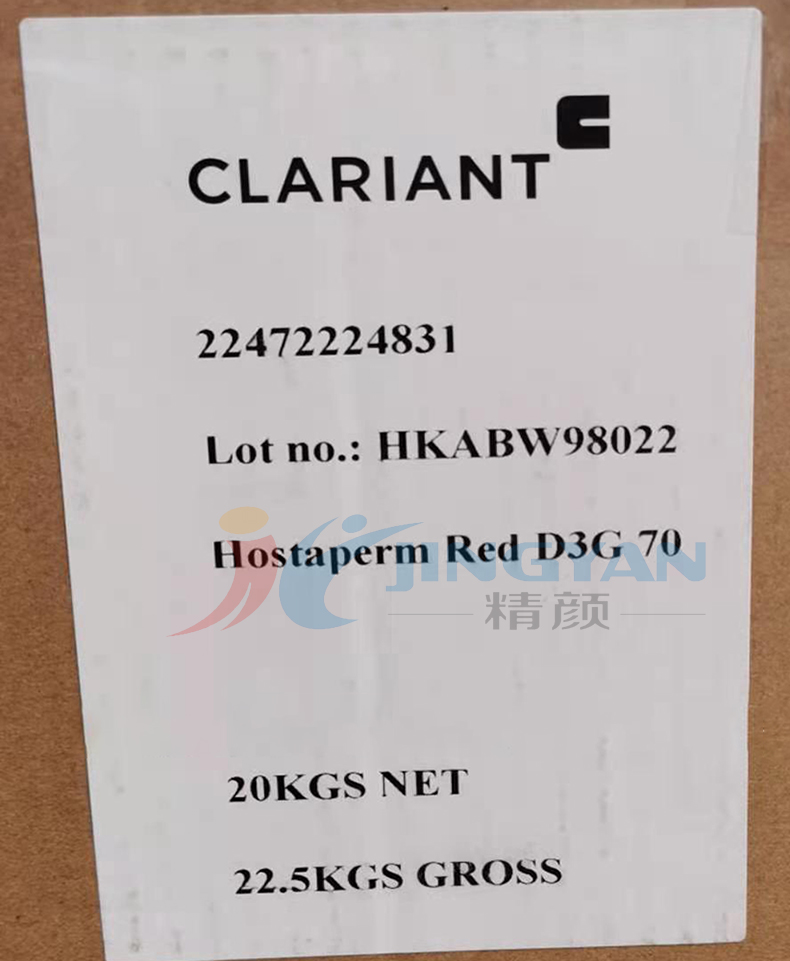 CLARIANT
22472224831
Lot no.: HKABW98022
Hostaperm Red D3G 70
JINGYAN
精颜
20KGS NET
22.5KGS GROSS